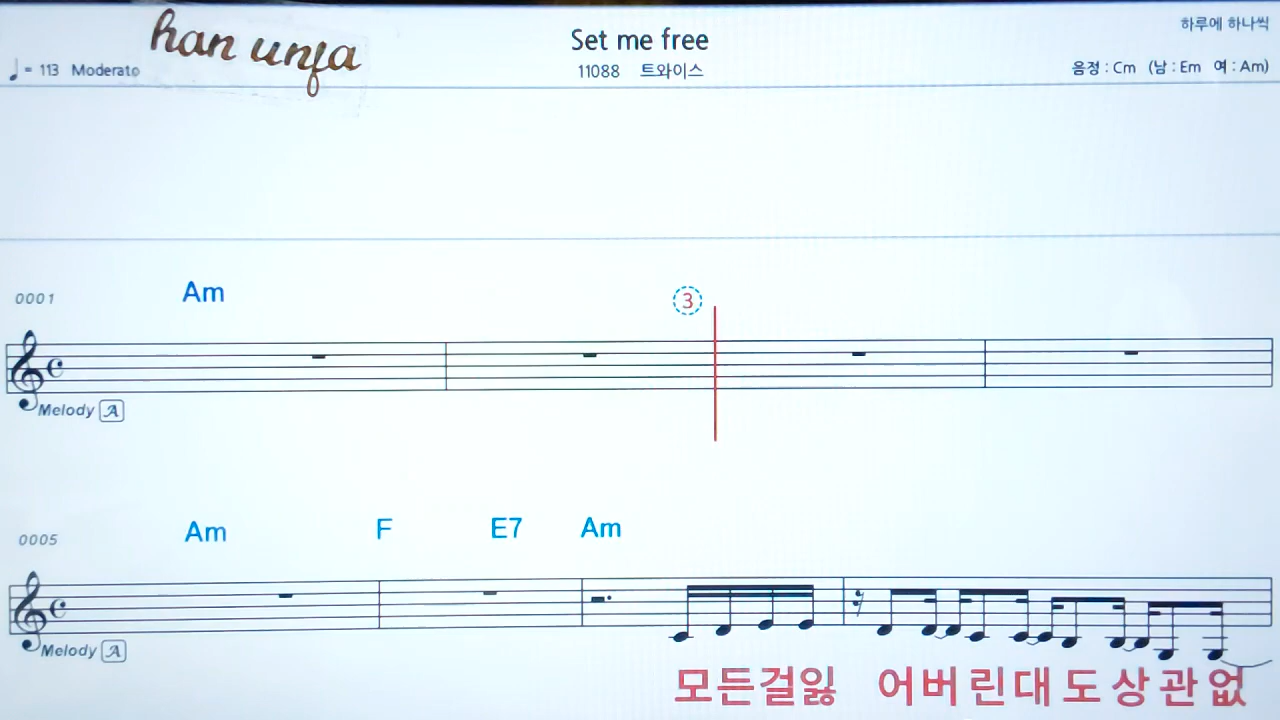 han unfa
Set me free
하루에 하나씩
♩= 113 Moderato
11088 트와이스
음정 : Cm (남 : Em 여 : Am)
0001
Am
3
Melody A
0005
Am F E7 Am
Melody A
모든걸잃 어버린대도상관없